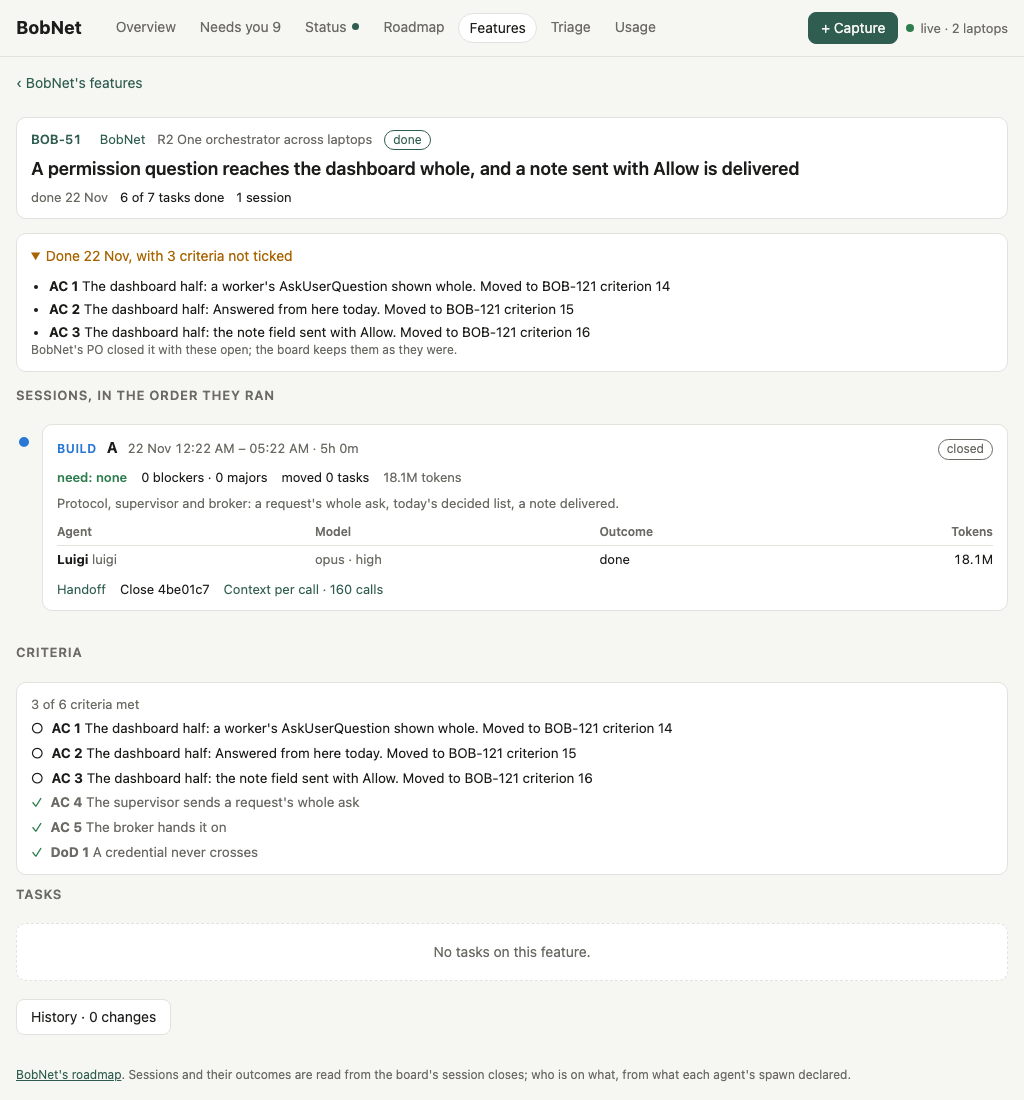 BobNet Overview Needs you 9 Status Roadmap Features Triage Usage + Capture live · 2 laptops
‹ BobNet's features
BOB-51 BobNet R2 One orchestrator across laptops done
A permission question reaches the dashboard whole, and a note sent with Allow is delivered
done 22 Nov 6 of 7 tasks done 1 session
▼ Done 22 Nov, with 3 criteria not ticked
• AC 1 The dashboard half: a worker's AskUserQuestion shown whole. Moved to BOB-121 criterion 14
• AC 2 The dashboard half: Answered from here today. Moved to BOB-121 criterion 15
• AC 3 The dashboard half: the note field sent with Allow. Moved to BOB-121 criterion 16
BobNet's PO closed it with these open; the board keeps them as they were.
SESSIONS, IN THE ORDER THEY RAN
BUILD A 22 Nov 12:22 AM – 05:22 AM · 5h 0m closed
need: none 0 blockers · 0 majors moved 0 tasks 18.1M tokens
Protocol, supervisor and broker: a request's whole ask, today's decided list, a note delivered.
Agent Model Outcome Tokens
Luigi luigi opus · high done 18.1M
Handoff Close 4be01c7 Context per call · 160 calls
CRITERIA
3 of 6 criteria met
AC 1 The dashboard half: a worker's AskUserQuestion shown whole. Moved to BOB-121 criterion 14
AC 2 The dashboard half: Answered from here today. Moved to BOB-121 criterion 15
AC 3 The dashboard half: the note field sent with Allow. Moved to BOB-121 criterion 16
✓ AC 4 The supervisor sends a request's whole ask
✓ AC 5 The broker hands it on
✓ DoD 1 A credential never crosses
TASKS
No tasks on this feature.
History · 0 changes
BobNet's roadmap. Sessions and their outcomes are read from the board's session closes; who is on what, from what each agent's spawn declared.